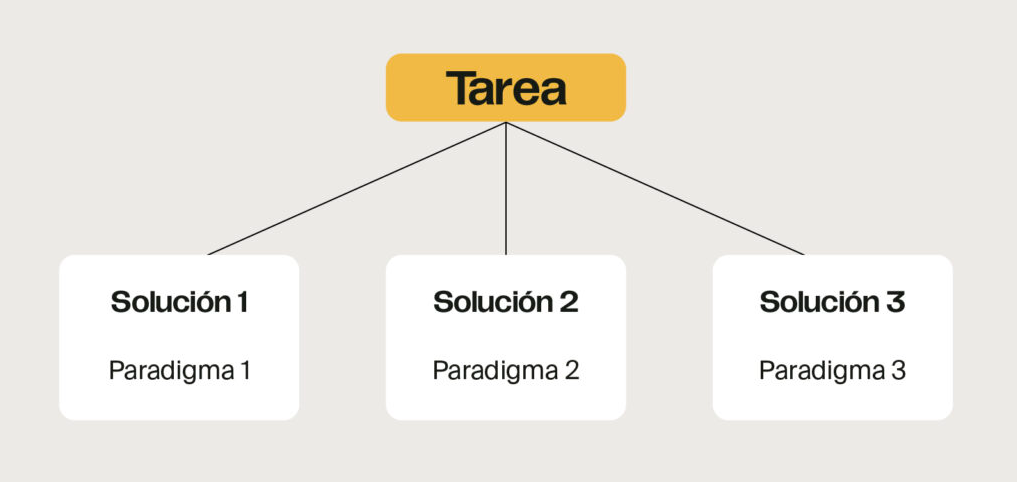 Tarea
Solución 1
Paradigma 1
Solución 2
Paradigma 2
Solución 3
Paradigma 3